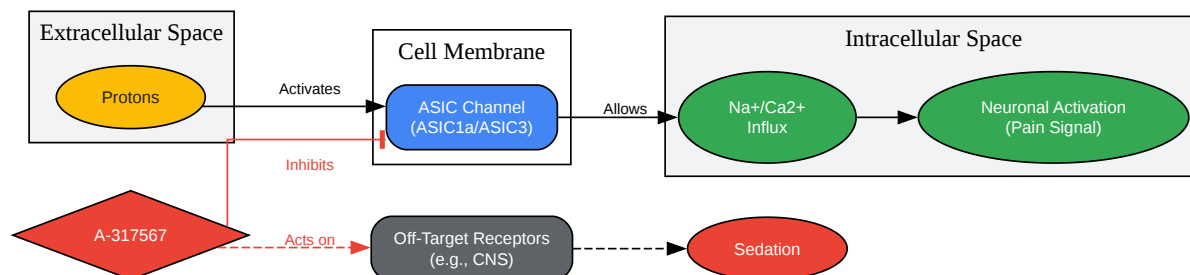 Extracellular Space
Protons
Activates
Cell Membrane
ASIC Channel
(ASIC1a/ASIC3)
Allows
Intracellular Space
Na+/Ca2+
Influx
Neuronal Activation
(Pain Signal)
Inhibits
A-317567
Acts on
Off-Target Receptors
(e.g., CNS)
Sedation